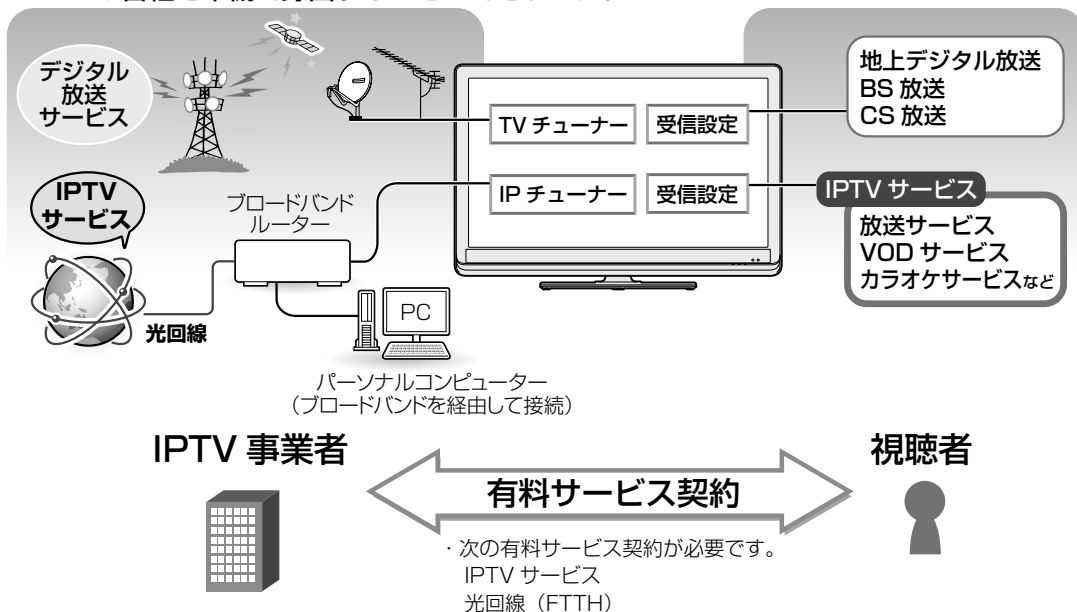 デジタル
放送
サービス
地上デジタル放送
BS 放送
CS 放送
TV チューナー
受信設定
IPTV
サービス
ブロードバンド
ルーター
IP チューナー
受信設定
IPTV サービス
放送サービス
VOD サービス
カラオケサービスなど
光回線
PC
パーソナルコンピューター
（ブロードバンドを経由して接続）
IPTV 事業者
有料サービス契約
視聴者
・次の有料サービス契約が必要です。
IPTV サービス
光回線（FTTH）